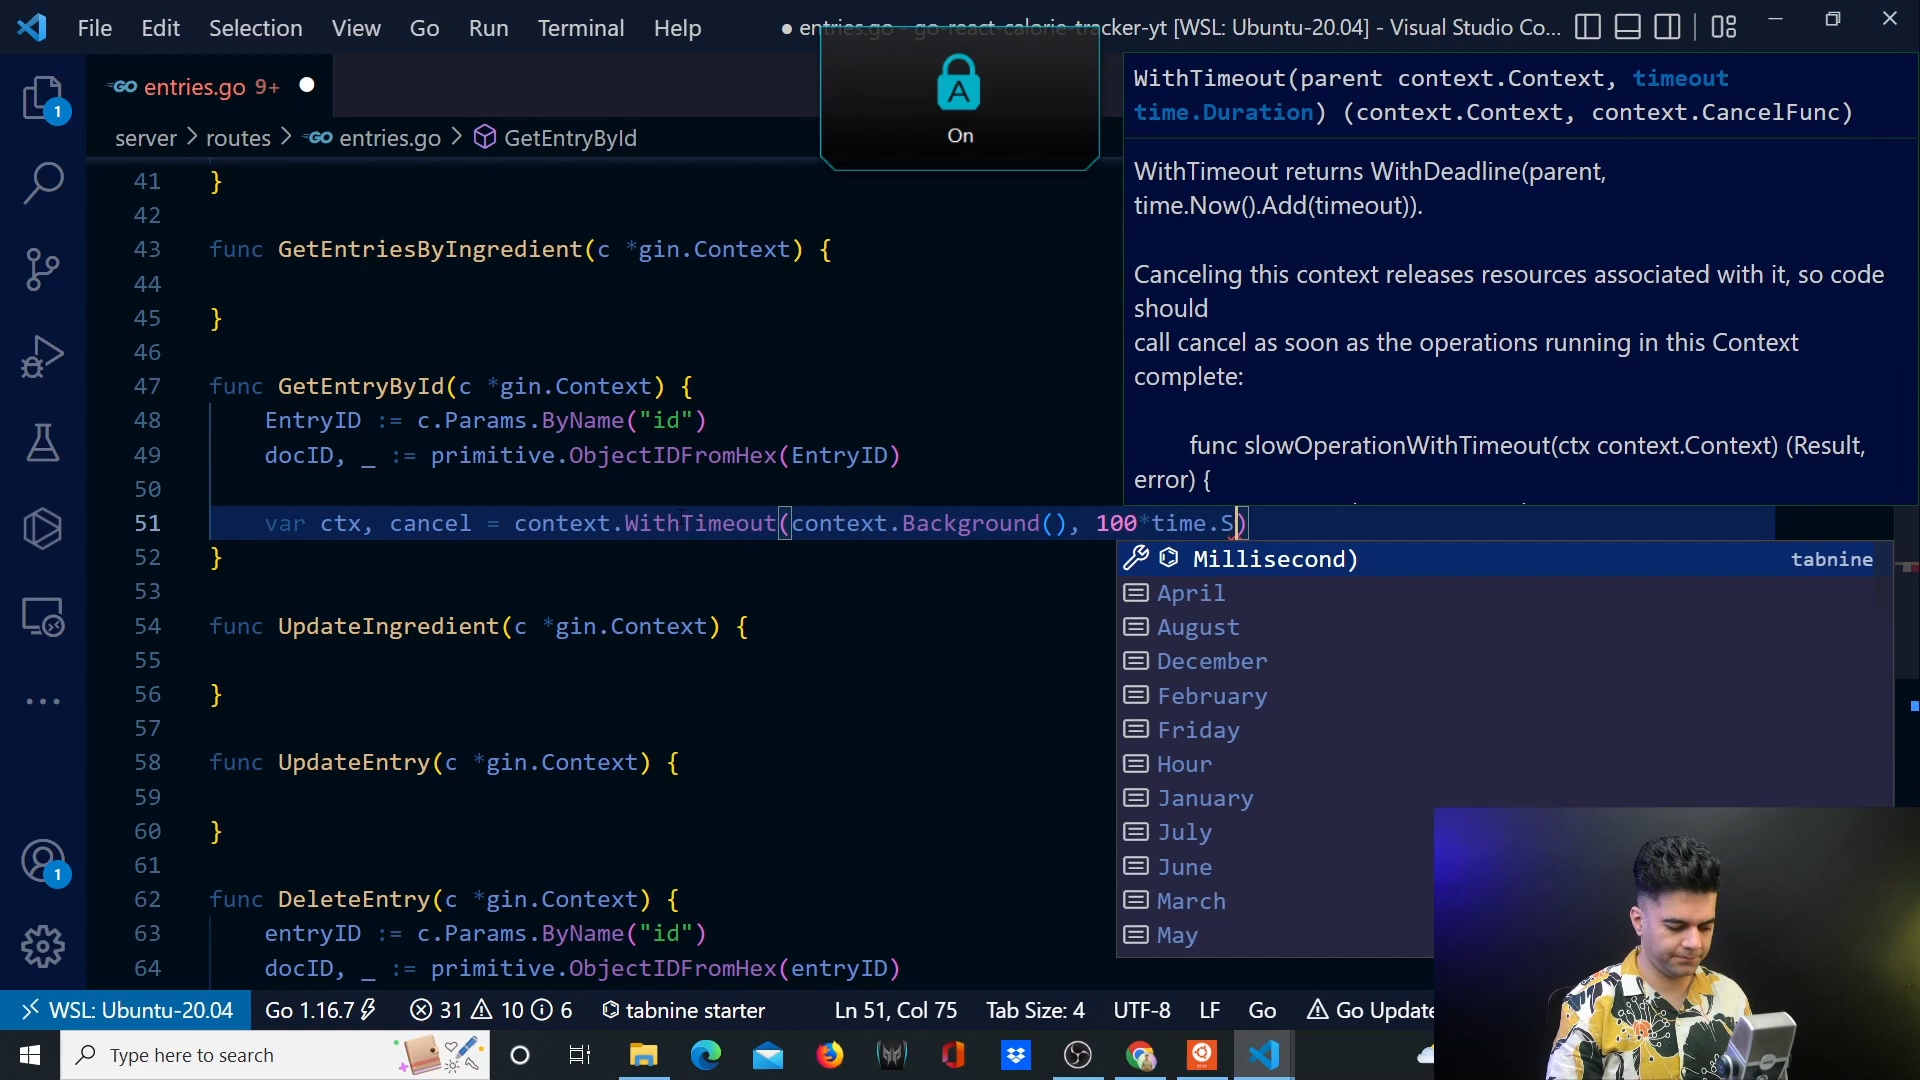 File Edit Selection View Go Run Terminal Help
● entries.go - go-react-calorie-tracker-yt [WSL: Ubuntu-20.04] - Visual Studio Co...
A
On
GO entries.go 9+
server > routes > GO entries.go > GetEntryById
WithTimeout(parent context.Context, timeout
time.Duration) (context.Context, context.CancelFunc)
WithTimeout returns WithDeadline(parent,
time.Now().Add(timeout)).
Canceling this context releases resources associated with it, so code
should
call cancel as soon as the operations running in this Context
complete:
func slowOperationWithTimeout(ctx context.Context) (Result,
error) {
41 }
42
43 func GetEntriesByIngredient(c *gin.Context) {
44
45 }
46
47 func GetEntryById(c *gin.Context) {
48 EntryID := c.Params.ByName("id")
49 docID, _ := primitive.ObjectIDFromHex(EntryID)
50
51 var ctx, cancel = context.WithTimeout(context.Background(), 100*time.S)
52 }
53
54 func UpdateIngredient(c *gin.Context) {
55
56 }
57
58 func UpdateEntry(c *gin.Context) {
59
60 }
61
62 func DeleteEntry(c *gin.Context) {
63 entryID := c.Params.ByName("id")
64 docID, _ := primitive.ObjectIDFromHex(entryID)
Millisecond) tabnine
April
August
December
February
Friday
Hour
January
July
June
March
May
1
1
WSL: Ubuntu-20.04 Go 1.16.7 31 10 6 tabnine starter Ln 51, Col 75 Tab Size: 4 UTF-8 LF Go Go Update
Type here to search